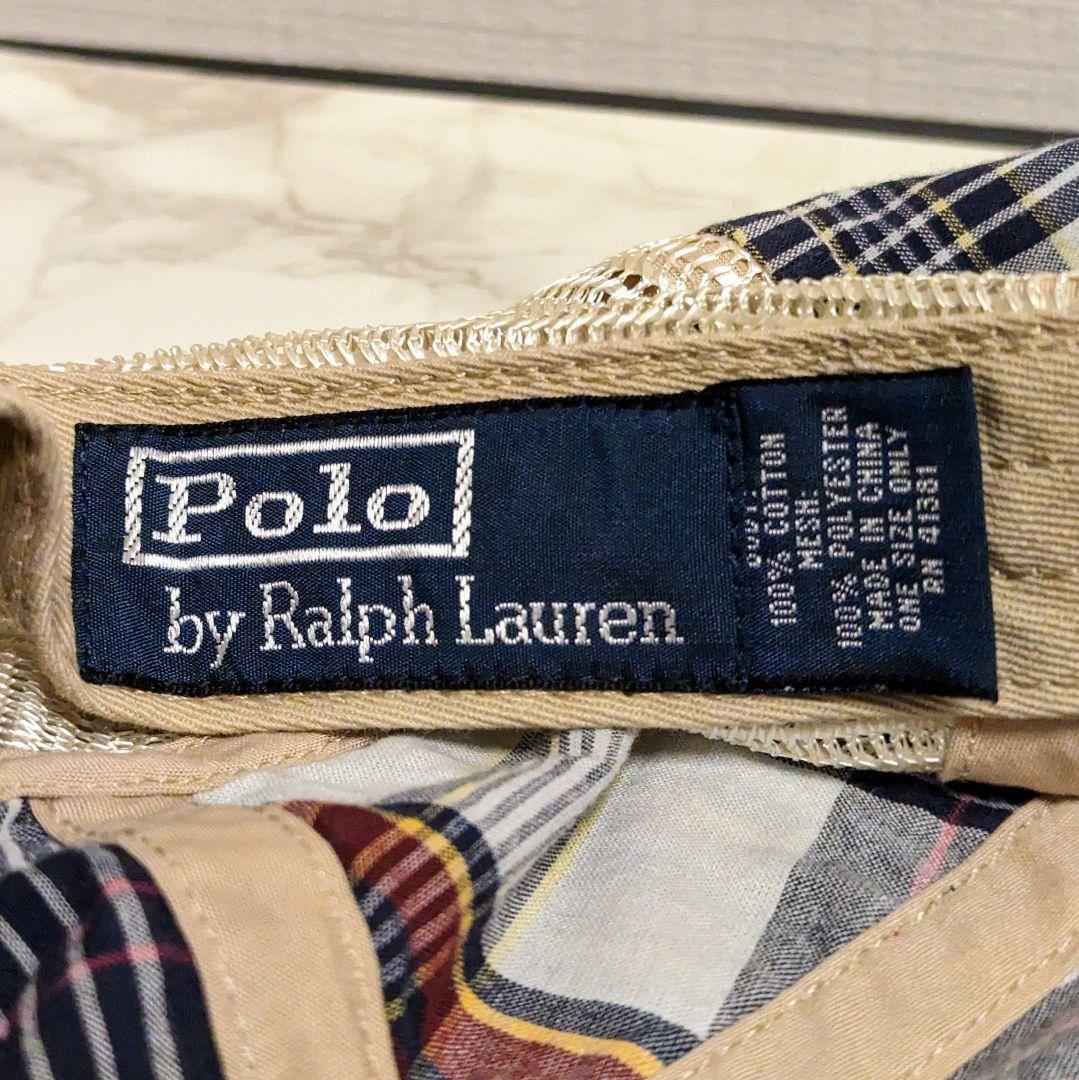 Polo
by Ralph Lauren
100% COTTON
MESH:
100% POLYESTER
MADE IN CHINA
ONE SIZE ONLY
RN 41381